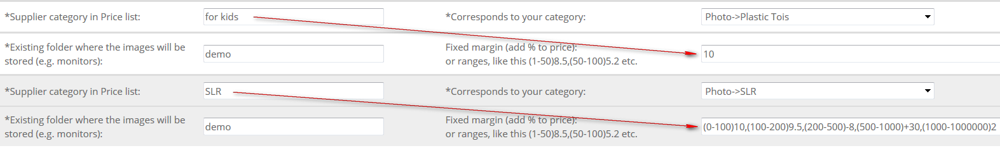 *Supplier category in Price list: for kids *Corresponds to your category: Photo->Plastic Tois
*Existing folder where the images will be Fixed margin (add % to price):
stored (e.g. monitors): demo or ranges, like this (1-50)8.5,(50-100)5.2 etc. 10
*Supplier category in Price list: SLR *Corresponds to your category: Photo->SLR
*Existing folder where the images will be Fixed margin (add % to price):
stored (e.g. monitors): demo or ranges, like this (1-50)8.5,(50-100)5.2 etc. (0-100)10,(100-200)9.5,(200-500)-8,(500-1000)+30,(1000-1000000)2